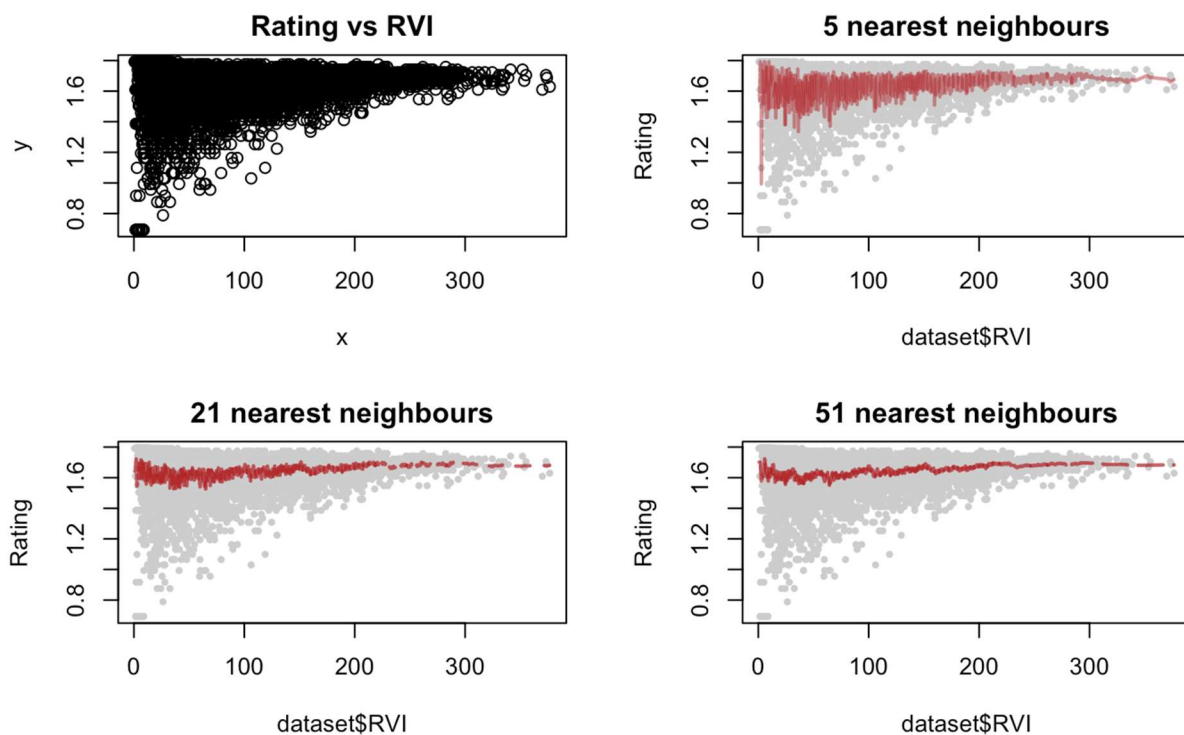 Rating vs RVI
y
1.6
1.2
0.8
0 100 200 300
x
5 nearest neighbours
Rating
1.6
1.2
0.8
0 100 200 300
dataset$RVI
21 nearest neighbours
Rating
1.6
1.2
0.8
0 100 200 300
dataset$RVI
51 nearest neighbours
Rating
1.6
1.2
0.8
0 100 200 300
dataset$RVI